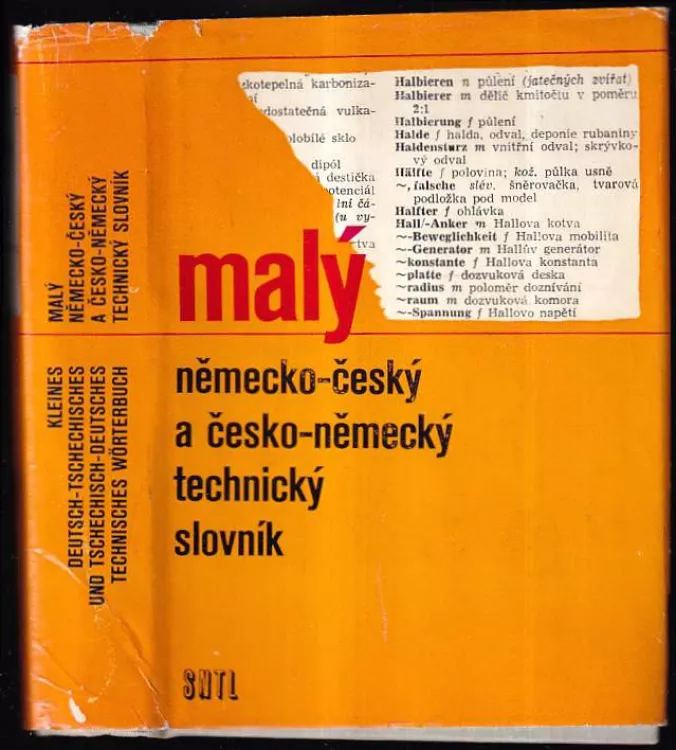 MALÝ
NĚMECKO-ČESKÝ
A ČESKO-NĚMECKÝ
TECHNICKÝ SLOVNÍK
KLEINES
DEUTSCH-TSCHECHISCHES
UND TSCHECHISCH-DEUTSCHES
TECHNISCHES WÖRTERBUCH
kotepelná karboniza-
dostatečná vulka-
olobílé sklo
dipól
destička
potenciál
lní čá-
(u vy-
rtva
Halbieren n půlení (jatečných zvířat)
Halbierer m dělič kmitočtu v poměru
2:1
Halbierung f půlení
Halde f halda, odval, deponie rubaniny
Haldensturz m vnitřní odval; skrývko-
vý odval
Hälfte f polovina; kož. půlka usně
~, falsche slév. šněrovačka, tvarová
podložka pod model
Halfter f ohlávka
Hall/-Anker m Hallova kotva
~-Beweglichkeit f Hallova mobilita
~-Generator m Hallův generátor
~konstante f Hallova konstanta
~platte f dozvuková deska
~radius m poloměr doznívání
~raum m dozvuková komora
~-Spannung f Hallovo napětí
malý
německo-český
a česko-německý
technický
slovník
SNTL